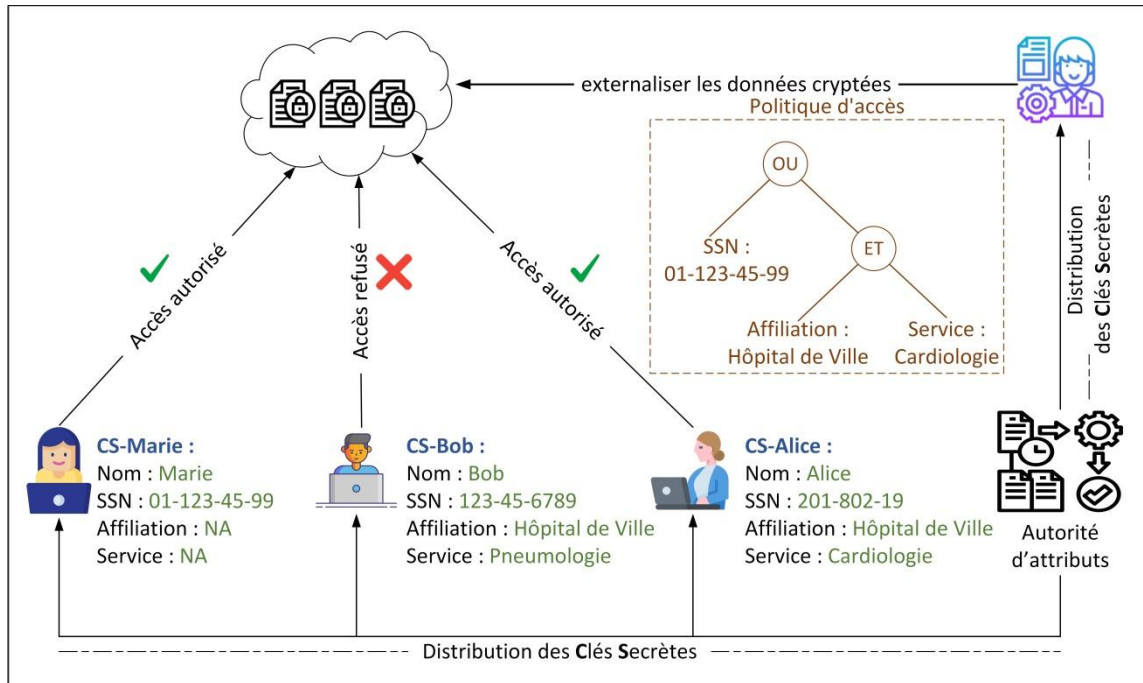 externaliser les données cryptées
Politique d'accès
OU
SSN :
01-123-45-99
ET
Affiliation :
Hôpital de Ville
Service :
Cardiologie
Distribution
des Clés Secrètes
Accès autorisé
Accès refusé
Accès autorisé
CS-Marie :
Nom : Marie
SSN : 01-123-45-99
Affiliation : NA
Service : NA
CS-Bob :
Nom : Bob
SSN : 123-45-6789
Affiliation : Hôpital de Ville
Service : Pneumologie
CS-Alice :
Nom : Alice
SSN : 201-802-19
Affiliation : Hôpital de Ville
Service : Cardiologie
Autorité
d'attributs
Distribution des Clés Secrètes